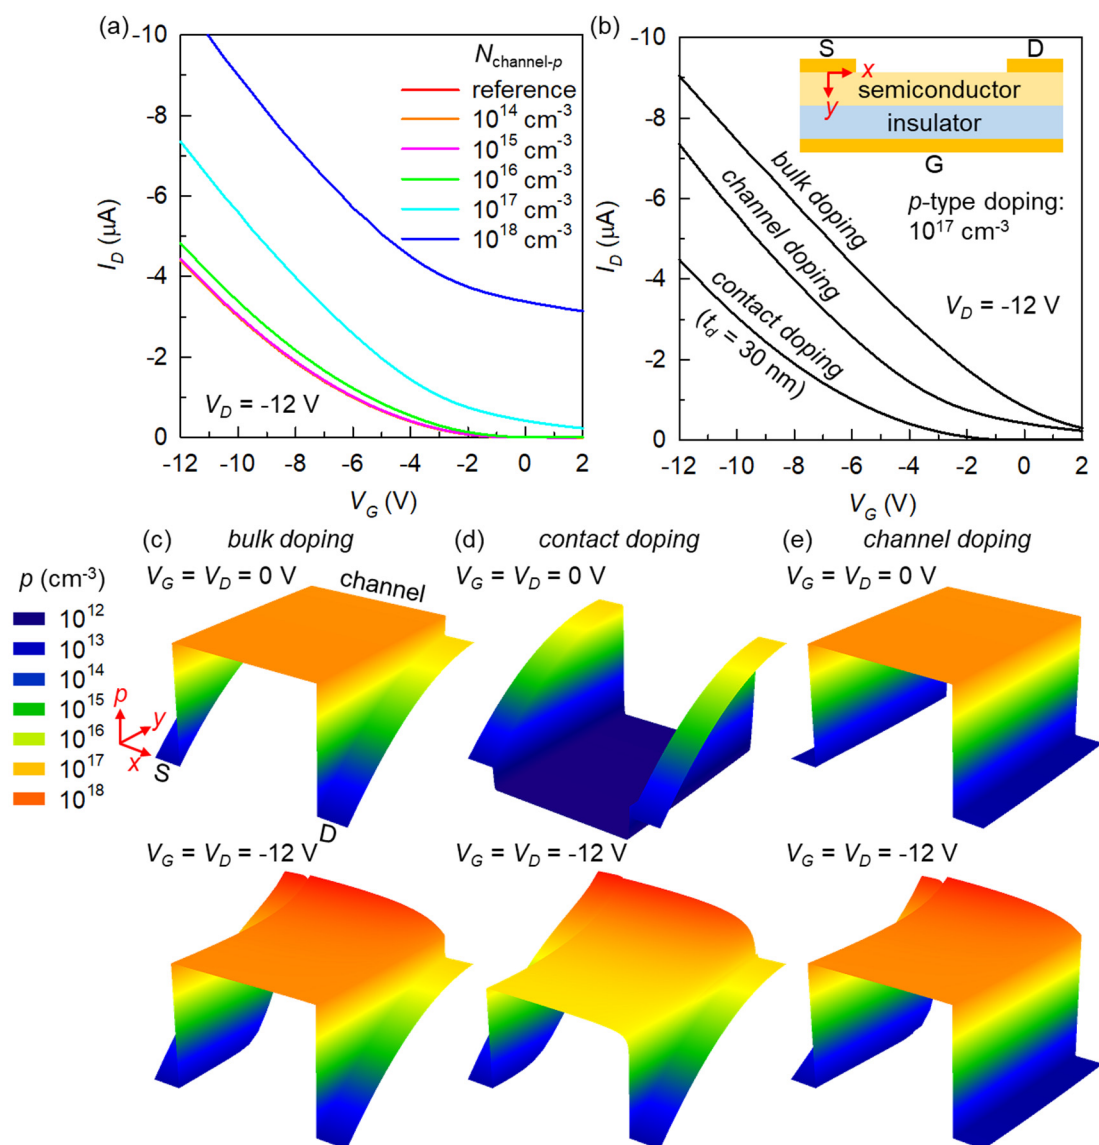 (a)
-10
-8
-6
-4
-2
0
I_D (μA)
N_channel-p
reference
10^14 cm^-3
10^15 cm^-3
10^16 cm^-3
10^17 cm^-3
10^18 cm^-3
V_D = -12 V
-12 -10 -8 -6 -4 -2 0 2
V_G (V)
(b)
-10
-8
-6
-4
-2
0
I_D (μA)
S D
x
y
semiconductor
insulator
G
bulk doping
channel doping
contact doping
(t_d = 30 nm)
p-type doping:
10^17 cm^-3
V_D = -12 V
-12 -10 -8 -6 -4 -2 0 2
V_G (V)
(c) bulk doping
V_G = V_D = 0 V
channel
p (cm^-3)
10^12
10^13
10^14
10^15
10^16
10^17
10^18
p
y
x
S
D
V_G = V_D = -12 V
(d) contact doping
V_G = V_D = 0 V
V_G = V_D = -12 V
(e) channel doping
V_G = V_D = 0 V
V_G = V_D = -12 V